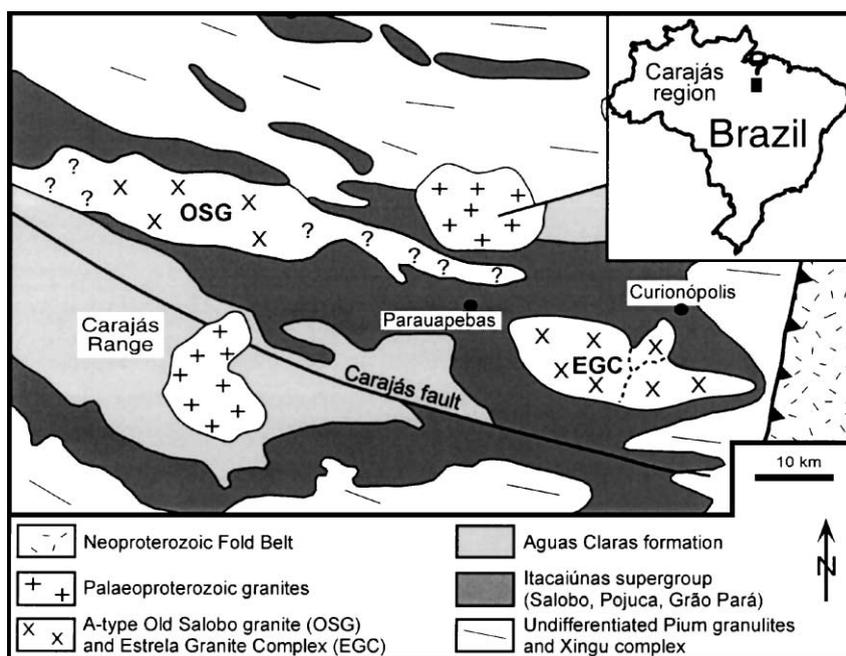 Carajás
region
Brazil
OSG
? ? ? ? ? ? ? ? ?
Curionópolis
Parauapebas
Carajás
Range
EGC
Carajás fault
10 km
N
Neoproterozoic Fold Belt
Palaeoproterozoic granites
A-type Old Salobo granite (OSG)
and Estrela Granite Complex (EGC)
Aguas Claras formation
Itacaiúnas supergroup
(Salobo, Pojuca, Grão Pará)
Undifferentiated Pium granulites
and Xingu complex